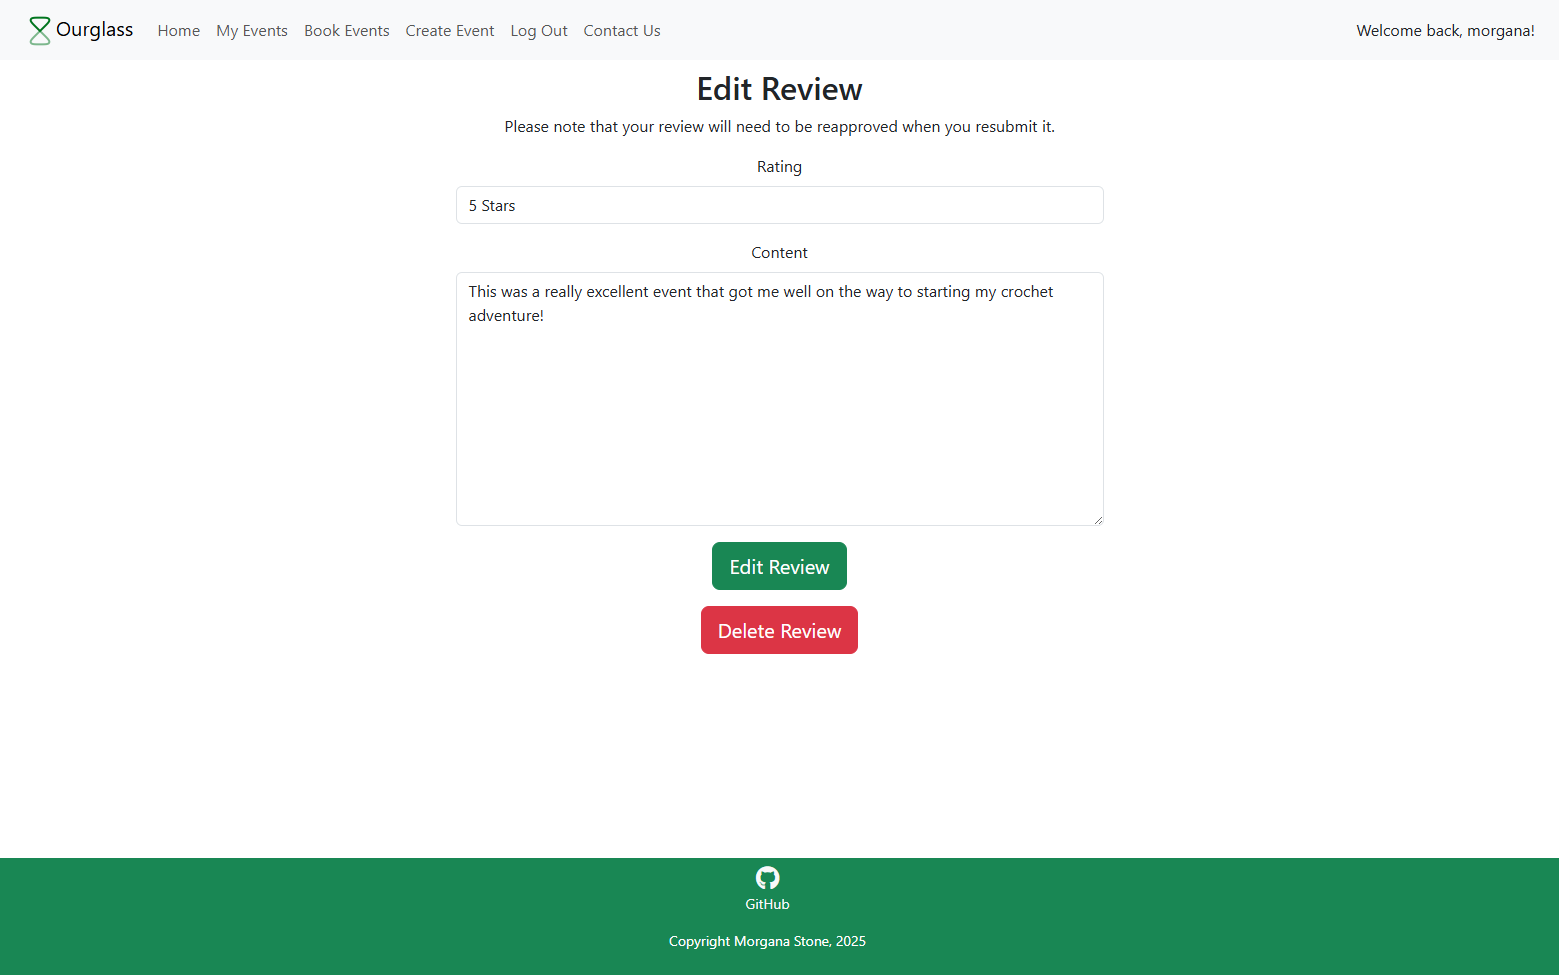 Ourglass Home My Events Book Events Create Event Log Out Contact Us Welcome back, morgana!
Edit Review
Please note that your review will need to be reapproved when you resubmit it.
Rating
5 Stars
Content
This was a really excellent event that got me well on the way to starting my crochet
adventure!
Edit Review
Delete Review
GitHub
Copyright Morgana Stone, 2025